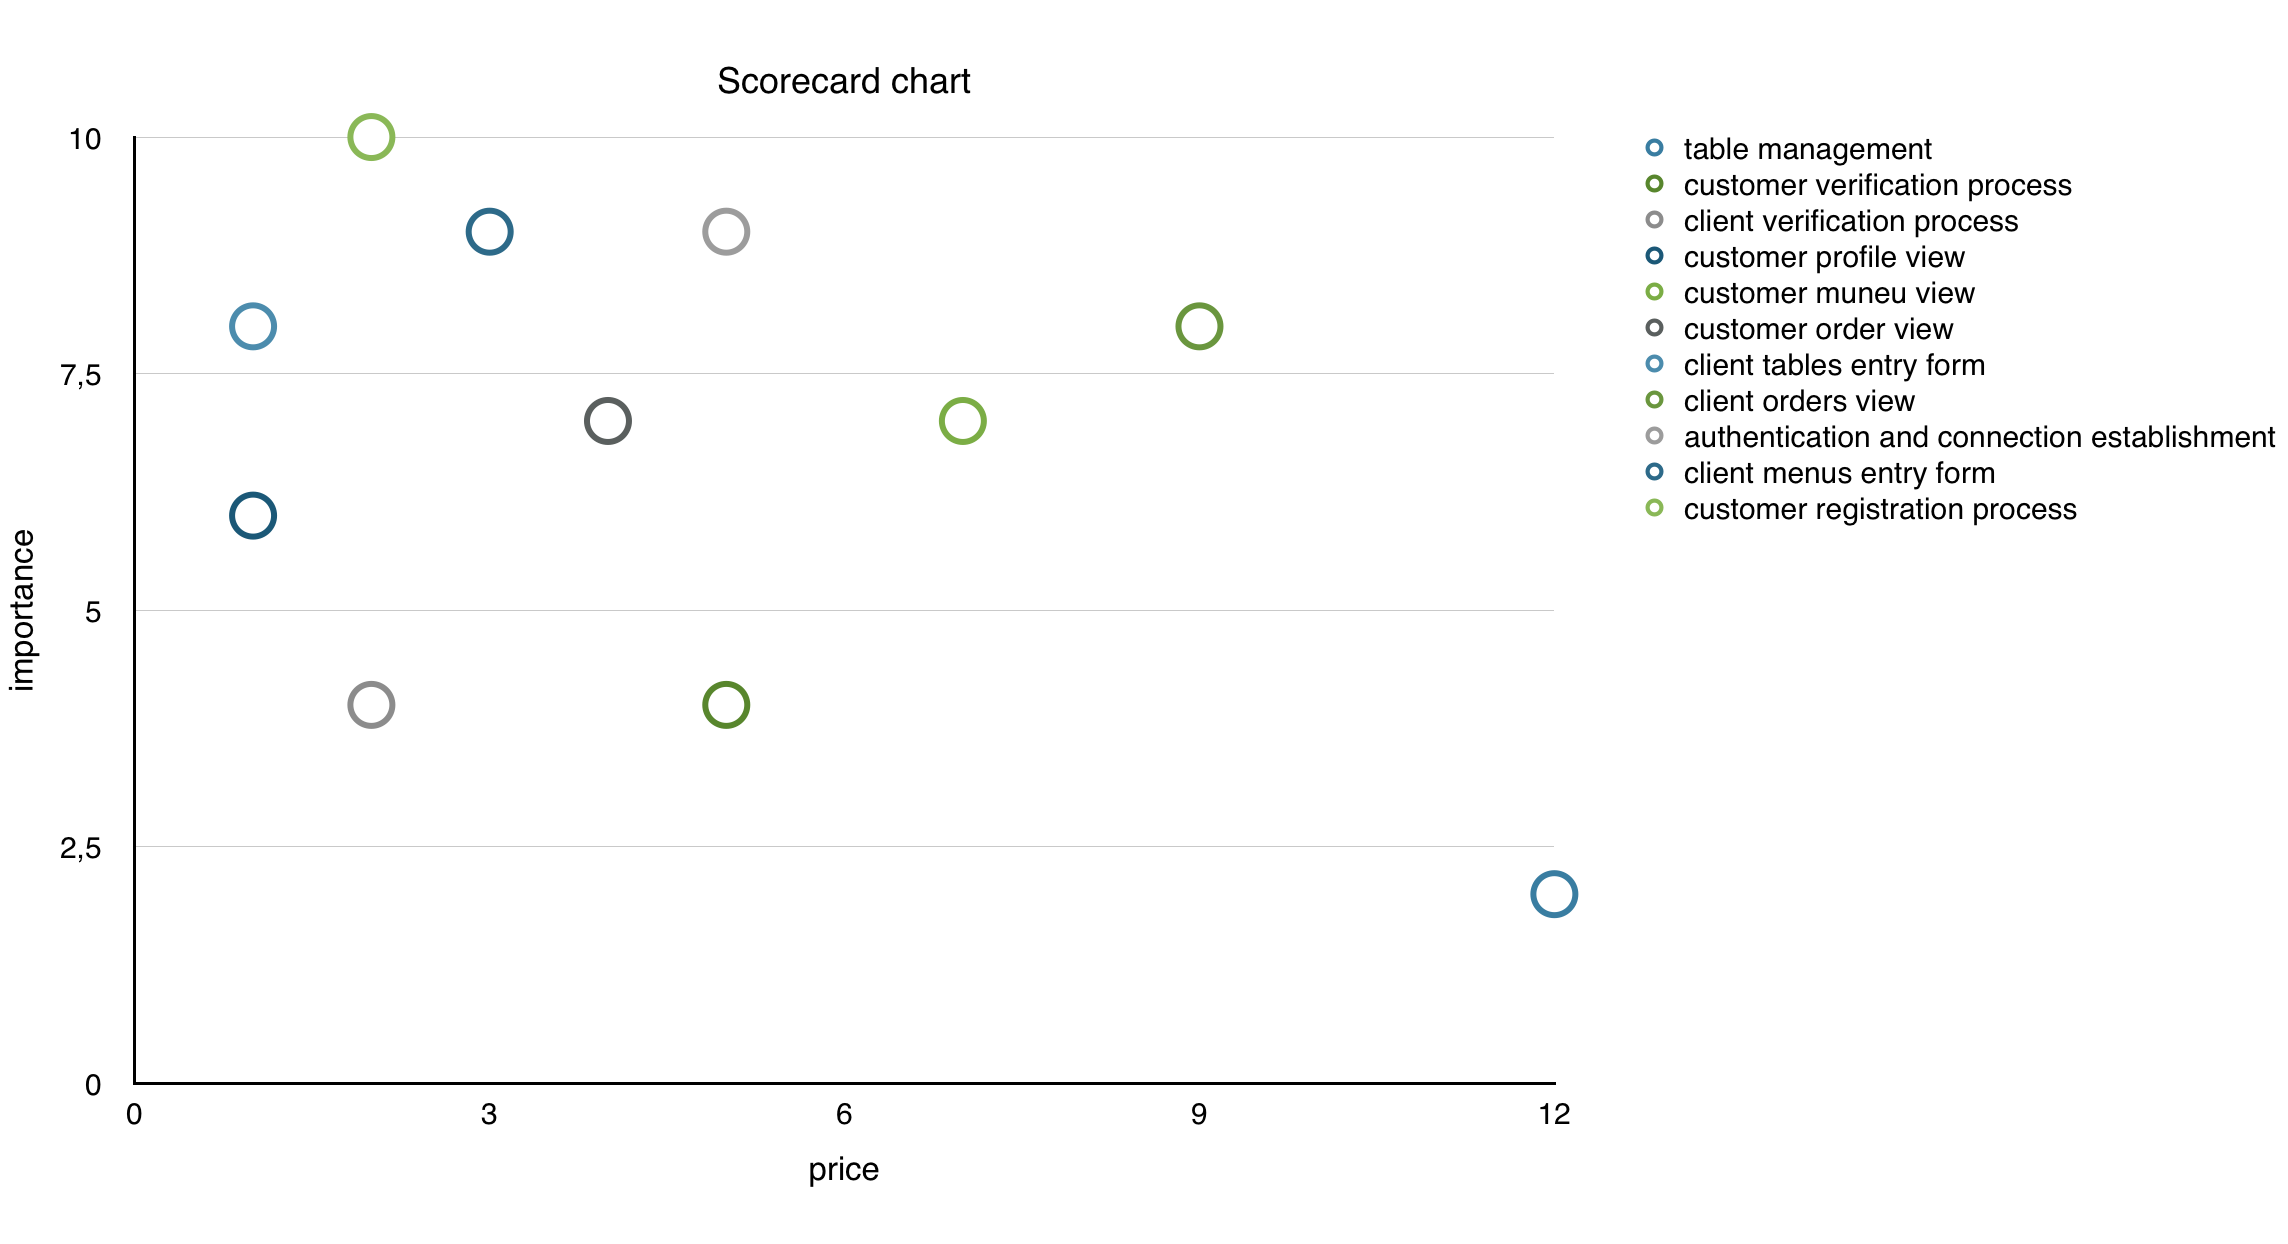 Scorecard chart
10
7,5
5
2,5
0
importance
0 3 6 9 12
price
table management
customer verification process
client verification process
customer profile view
customer muneu view
customer order view
client tables entry form
client orders view
authentication and connection establishment
client menus entry form
customer registration process